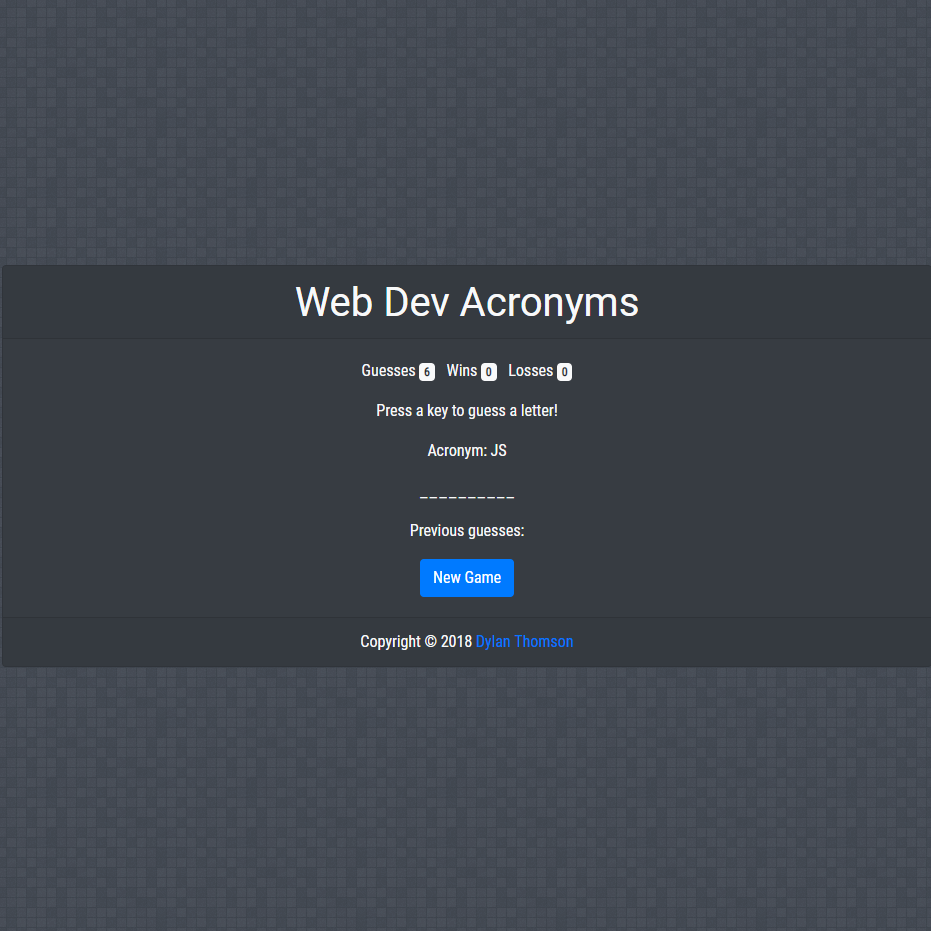 Web Dev Acronyms
Guesses 6 Wins 0 Losses 0
Press a key to guess a letter!
Acronym: JS
__________
Previous guesses:
New Game
Copyright © 2018 Dylan Thomson